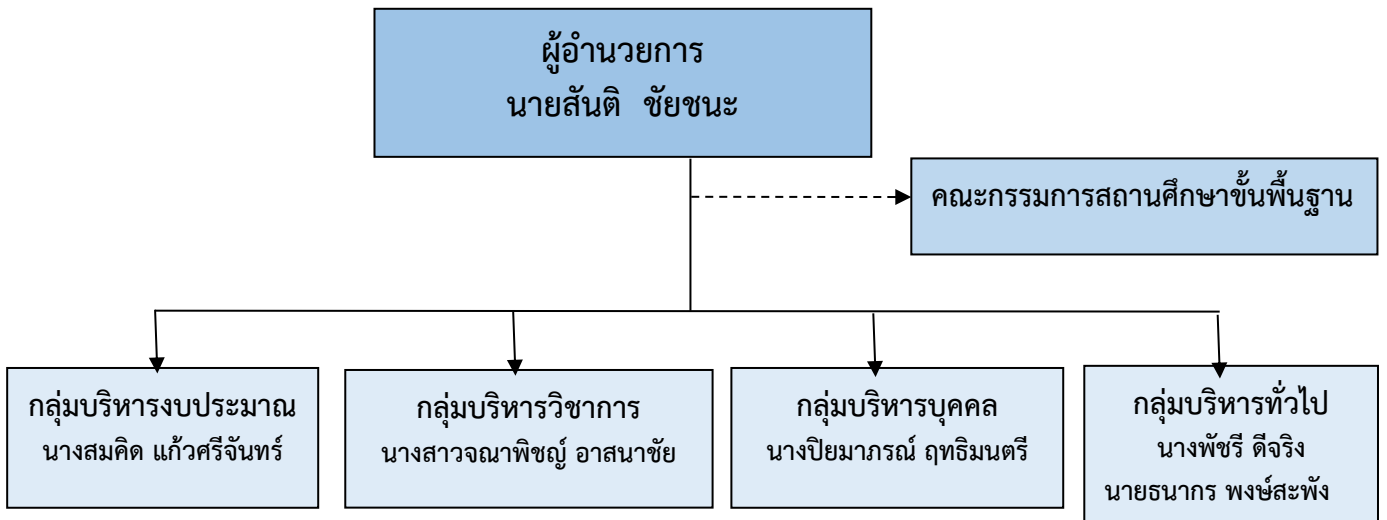 ผู้อำนวยการ
นายสันติ ชัยชนะ
คณะกรรมการสถานศึกษาขั้นพื้นฐาน
กลุ่มบริหารงบประมาณ
นางสมคิด แก้วศรีจันทร์
กลุ่มบริหารวิชาการ
นางสาวจณาพิชญ์ อาสนาชัย
กลุ่มบริหารบุคคล
นางปิยมาภรณ์ ฤทธิมนตรี
กลุ่มบริหารทั่วไป
นางพัชรี ดีจริง
นายธนากร พงษ์สะพัง